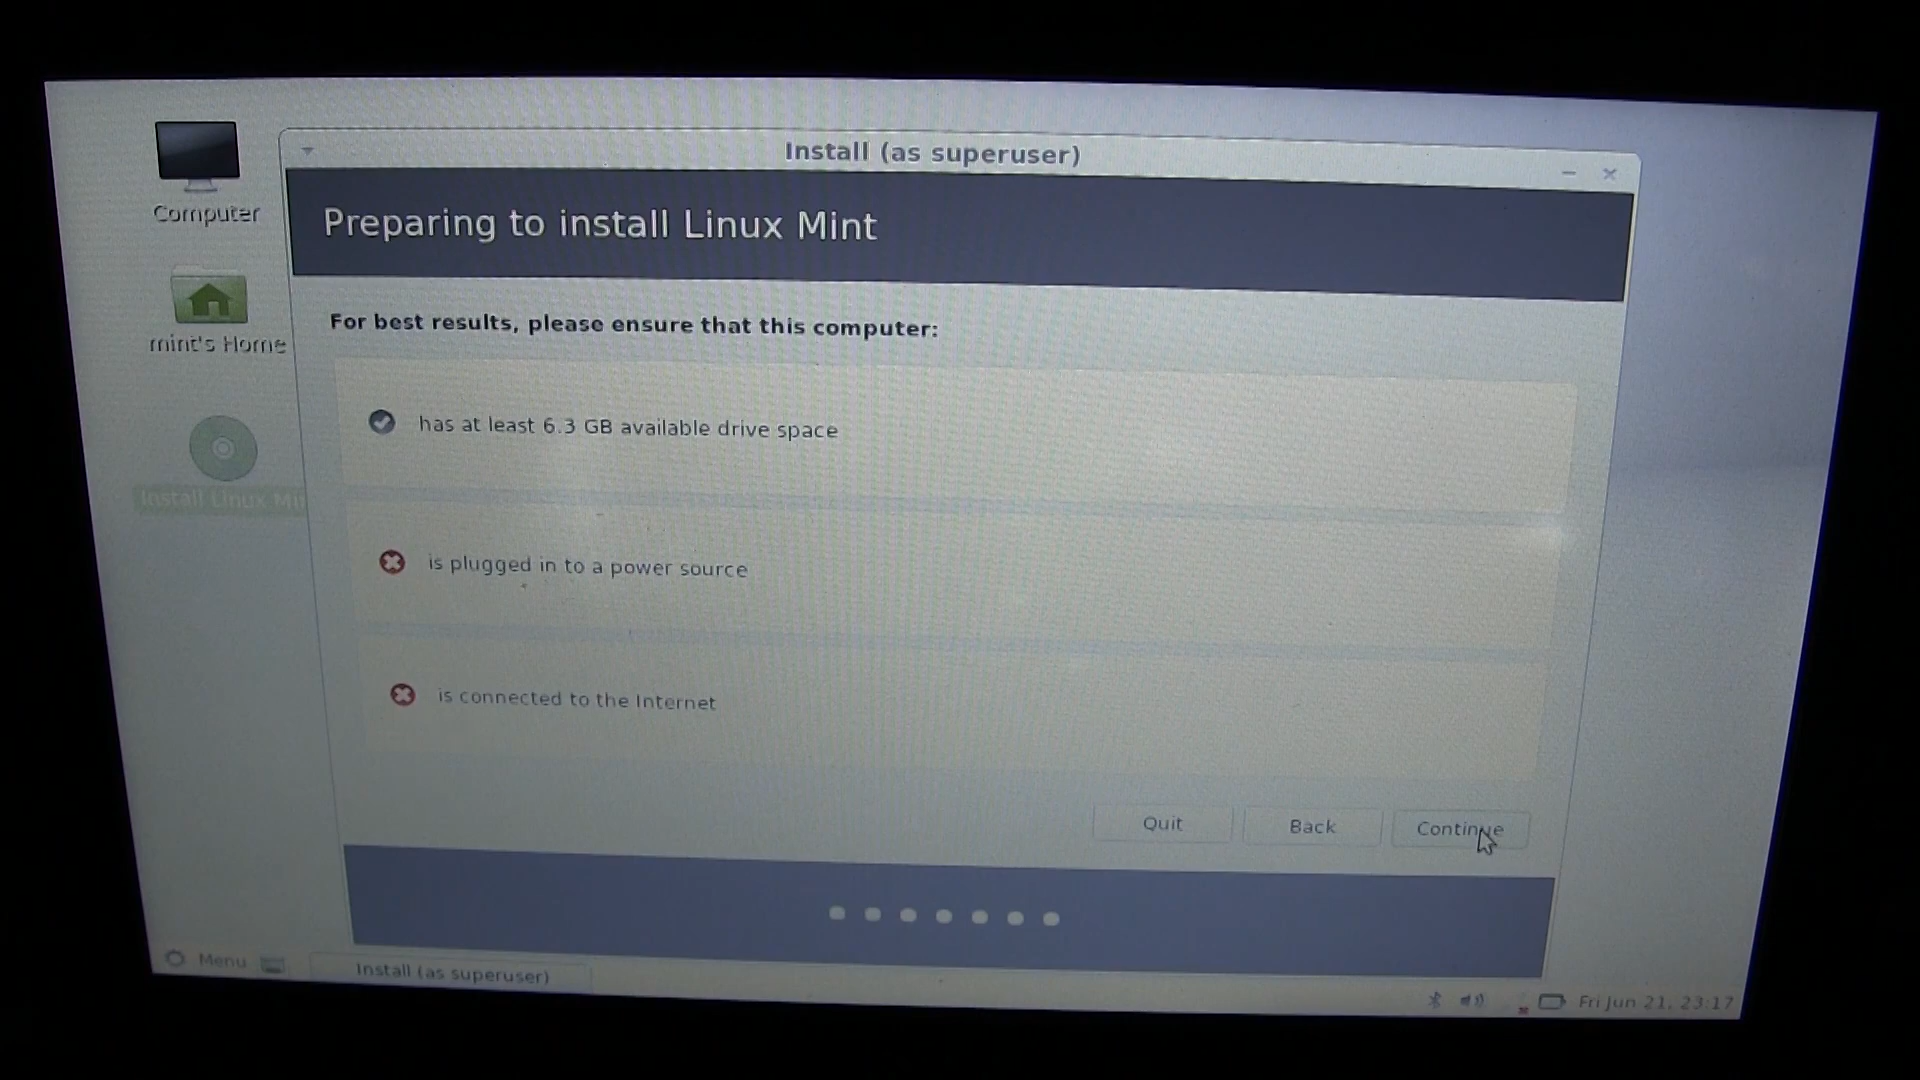 Install (as superuser)
Computer
Preparing to install Linux Mint
mint's Home
For best results, please ensure that this computer:
has at least 6.3 GB available drive space
Install Linux
is plugged in to a power source
is connected to the Internet
Quit
Back
Continue
Menu
Install (as superuser)
Fri Jun 21, 23:17